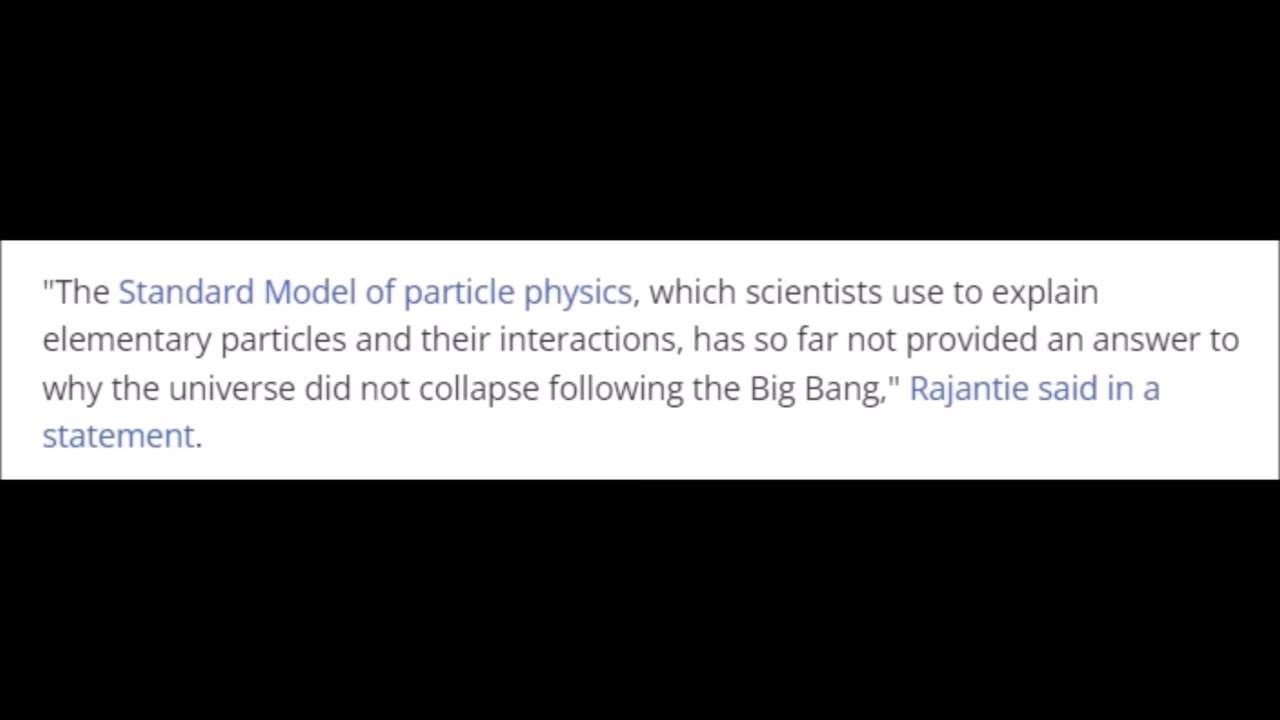 "The Standard Model of particle physics, which scientists use to explain
elementary particles and their interactions, has so far not provided an answer to
why the universe did not collapse following the Big Bang," Rajantie said in a
statement.